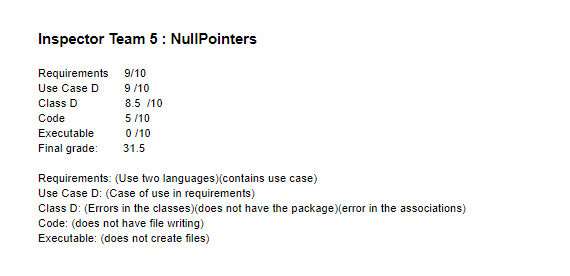 Inspector Team 5 : NullPointers
Requirements 9/10
Use Case D 9 /10
Class D 8.5 /10
Code 5 /10
Executable 0 /10
Final grade: 31.5
Requirements: (Use two languages)(contains use case)
Use Case D: (Case of use in requirements)
Class D: (Errors in the classes)(does not have the package)(error in the associations)
Code: (does not have file writing)
Executable: (does not create files)